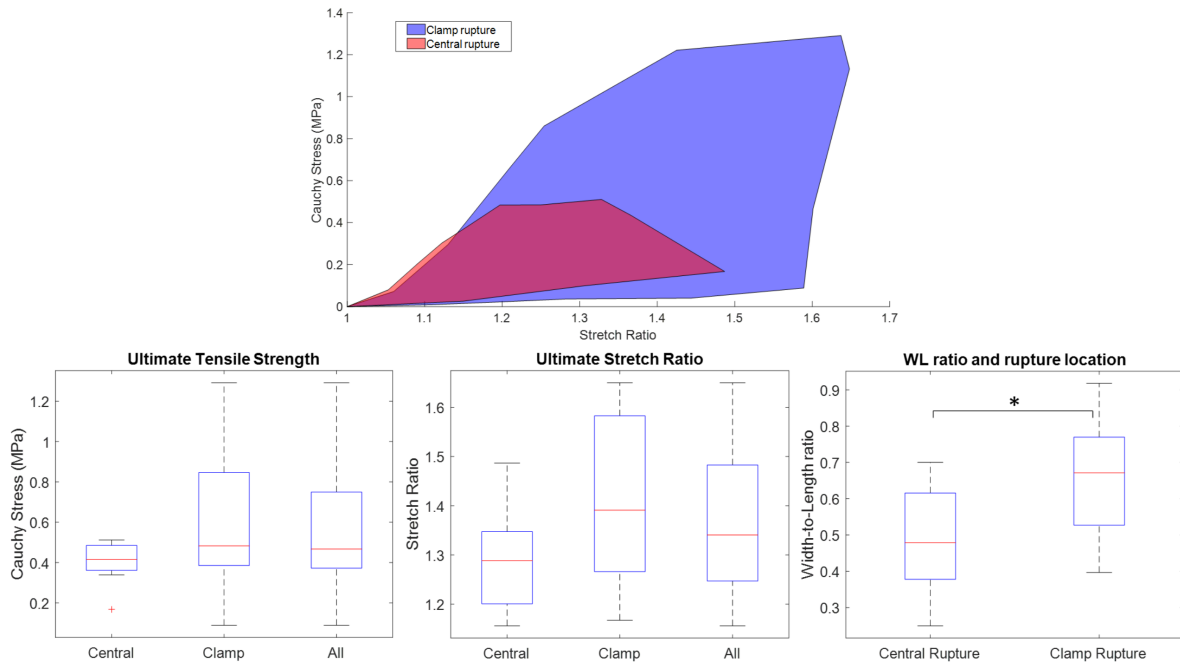 Clamp rupture
Central rupture
1.4
1.2
1
0.8
0.6
0.4
0.2
0
Cauchy Stress (MPa)
1
1.1
1.2
1.3
1.4
1.5
1.6
1.7
Stretch Ratio
Ultimate Tensile Strength
1.2
1
0.8
0.6
0.4
0.2
Cauchy Stress (MPa)
Central
Clamp
All
Ultimate Stretch Ratio
1.6
1.5
1.4
1.3
1.2
Stretch Ratio
Central
Clamp
All
WL ratio and rupture location
0.9
0.8
0.7
0.6
0.5
0.4
0.3
Width-to-Length ratio
*
Central Rupture
Clamp Rupture